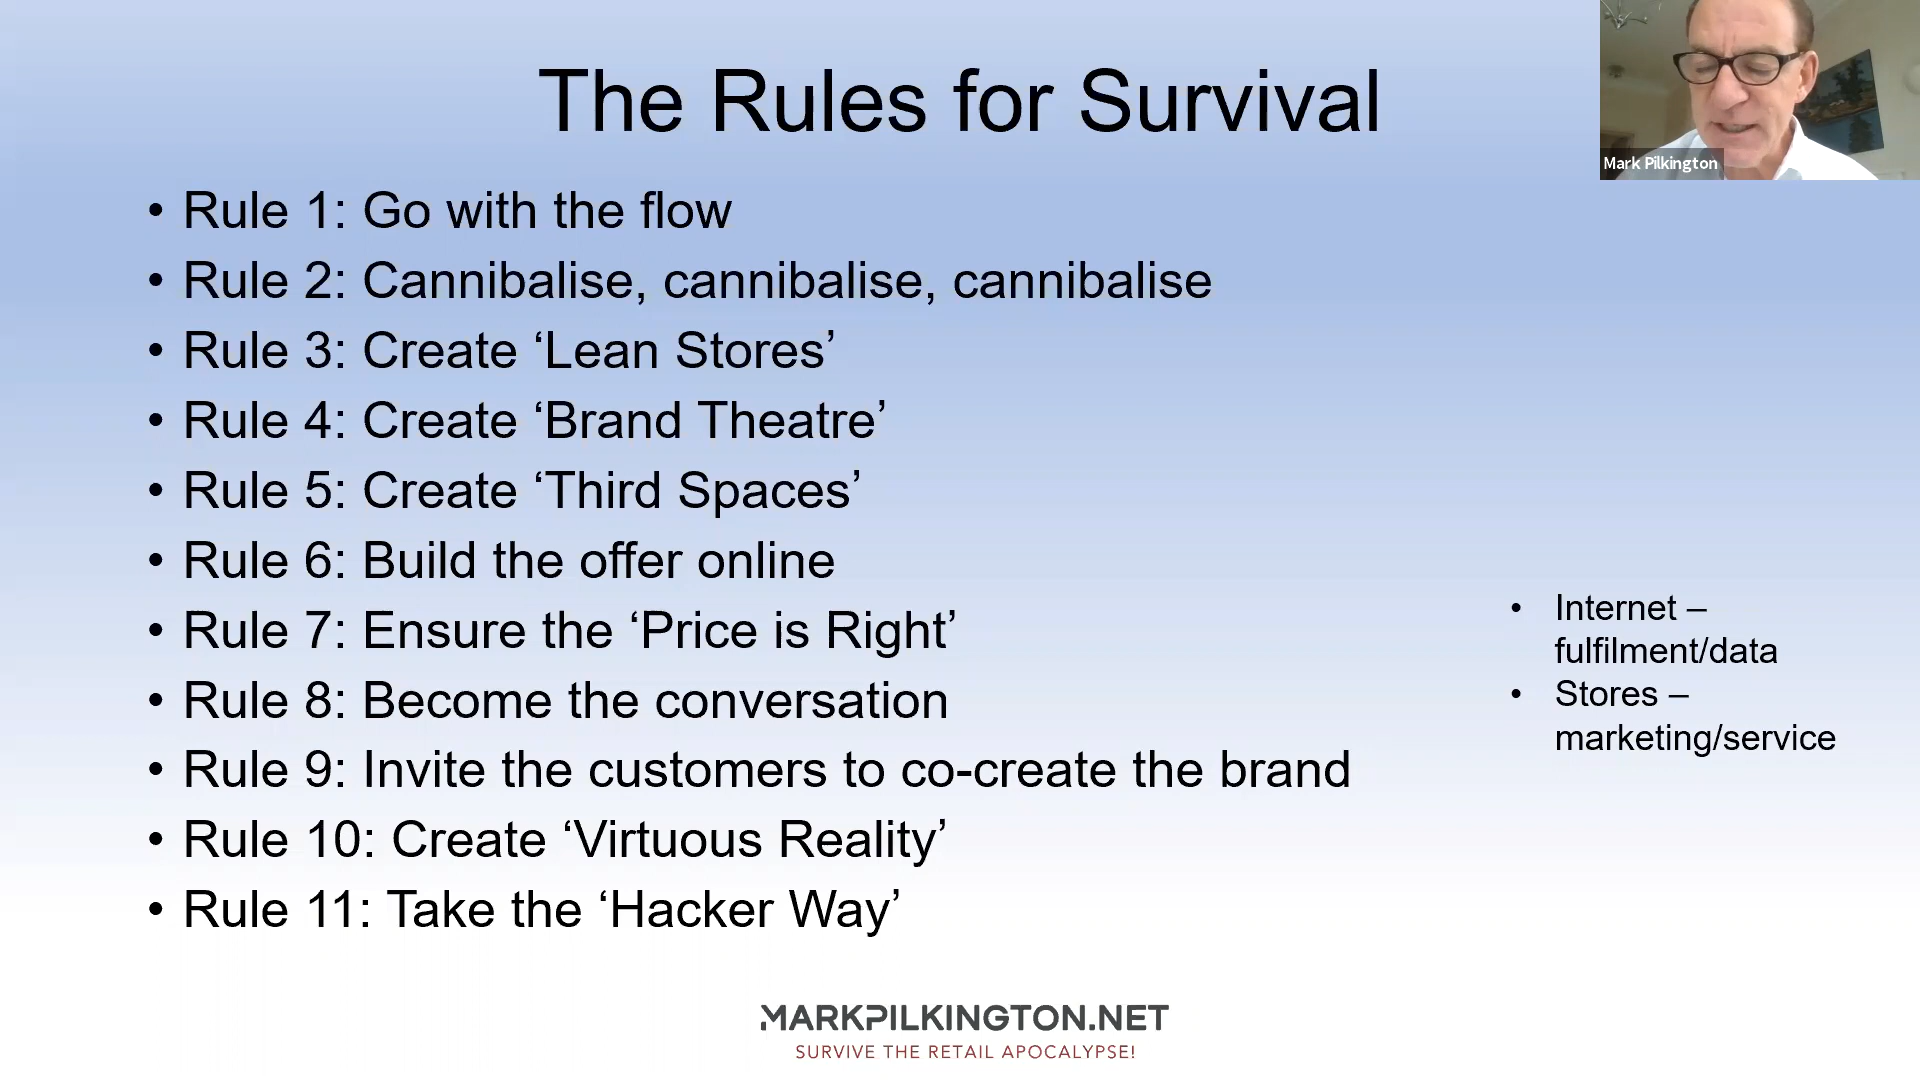 The Rules for Survival
Mark Pilkington
• Rule 1: Go with the flow
• Rule 2: Cannibalise, cannibalise, cannibalise
• Rule 3: Create ‘Lean Stores’
• Rule 4: Create ‘Brand Theatre’
• Rule 5: Create ‘Third Spaces’
• Rule 6: Build the offer online
• Rule 7: Ensure the ‘Price is Right’
• Rule 8: Become the conversation
• Rule 9: Invite the customers to co-create the brand
• Rule 10: Create ‘Virtuous Reality’
• Rule 11: Take the ‘Hacker Way’
• Internet –
fulfilment/data
• Stores –
marketing/service
MARKPILKINGTON.NET
SURVIVE THE RETAIL APOCALYPSE!